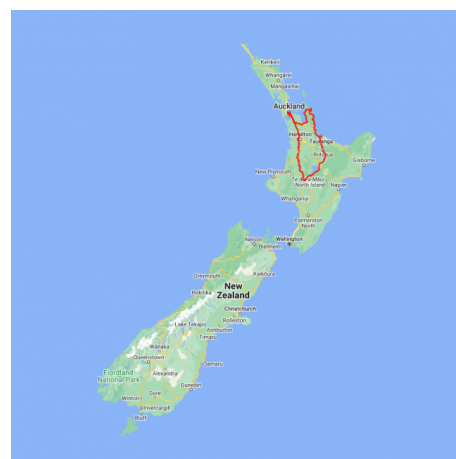 Kerikeri
Whangārei
Mangawhai
Auckland
Hamilton
Tauranga
Rotorua
Gisborne
New Plymouth
North Island
Napier
Whanganui
Palmerston
North
Nelson
Wellington
Blenheim
Greymouth
Kaikōura
Hokitika
New
Zealand
Christchurch
Rolleston
Lake Tekapo
Ashburton
Timaru
Wānaka
Queenstown
Oamaru
Fiordland
National Park
Alexandra
Dunedin
Gore
Winton
Invercargill
Bluff